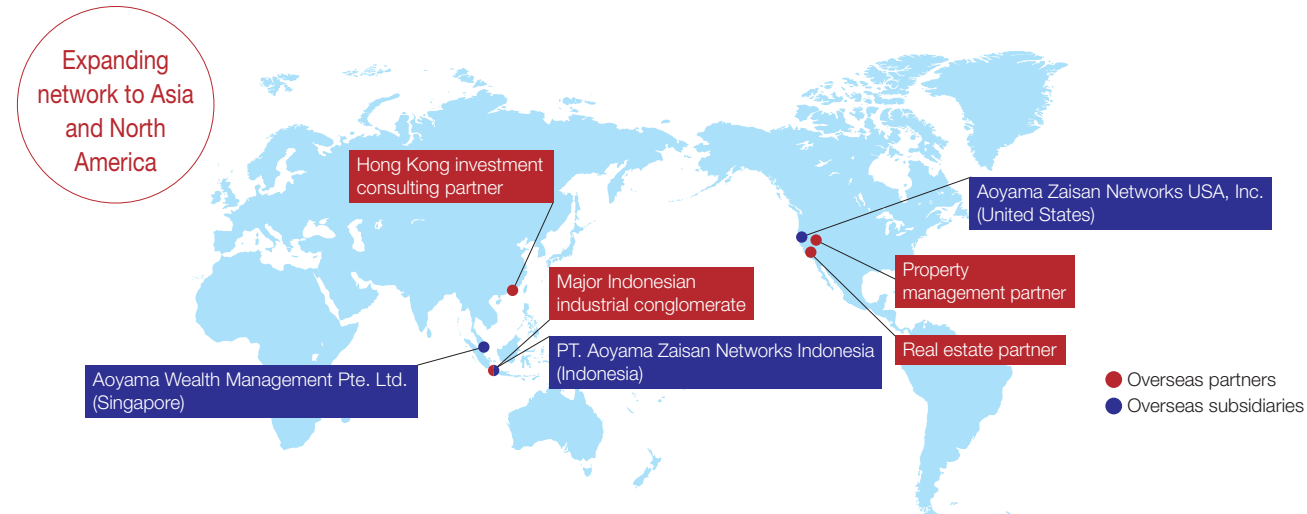 Expanding
network to Asia
and North
America
Hong Kong investment
consulting partner
Aoyama Zaisan Networks USA, Inc.
(United States)
Major Indonesian
industrial conglomerate
Property
management partner
PT. Aoyama Zaisan Networks Indonesia
(Indonesia)
Real estate partner
Aoyama Wealth Management Pte. Ltd.
(Singapore)
Overseas partners
Overseas subsidiaries